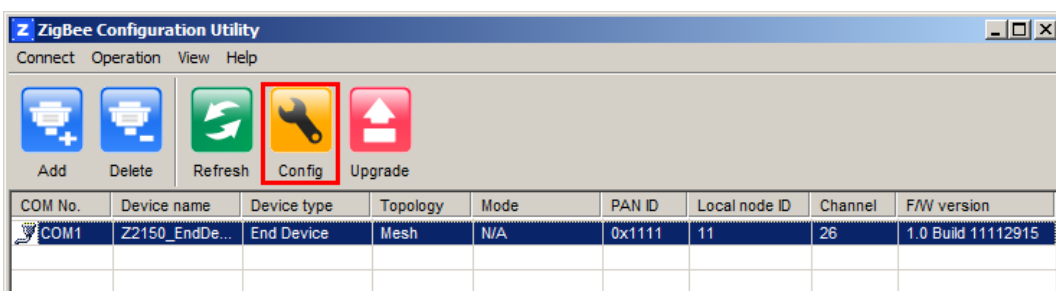 Z ZigBee Configuration Utility
Connect Operation View Help
Add Delete Refresh Config Upgrade
COM No. Device name Device type Topology Mode PAN ID Local node ID Channel F/W version
COM1 Z2150_EndDe... End Device Mesh N/A 0x1111 11 26 1.0 Build 11112915